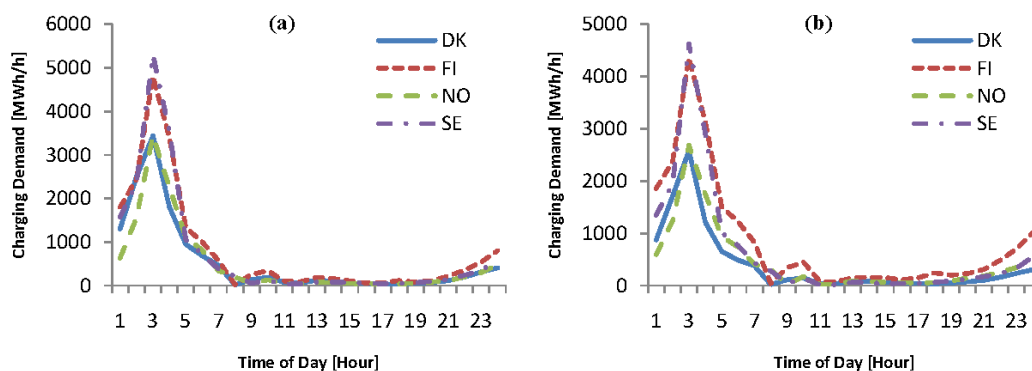 (a)
6000
5000
4000
3000
2000
1000
0
Charging Demand [MWh/h]
DK
FI
NO
SE
1 3 5 7 9 11 13 15 17 19 21 23
Time of Day [Hour]
(b)
5000
4000
3000
2000
1000
0
Charging Demand [MWh/h]
DK
FI
NO
SE
1 3 5 7 9 11 13 15 17 19 21 23
Time of Day [Hour]